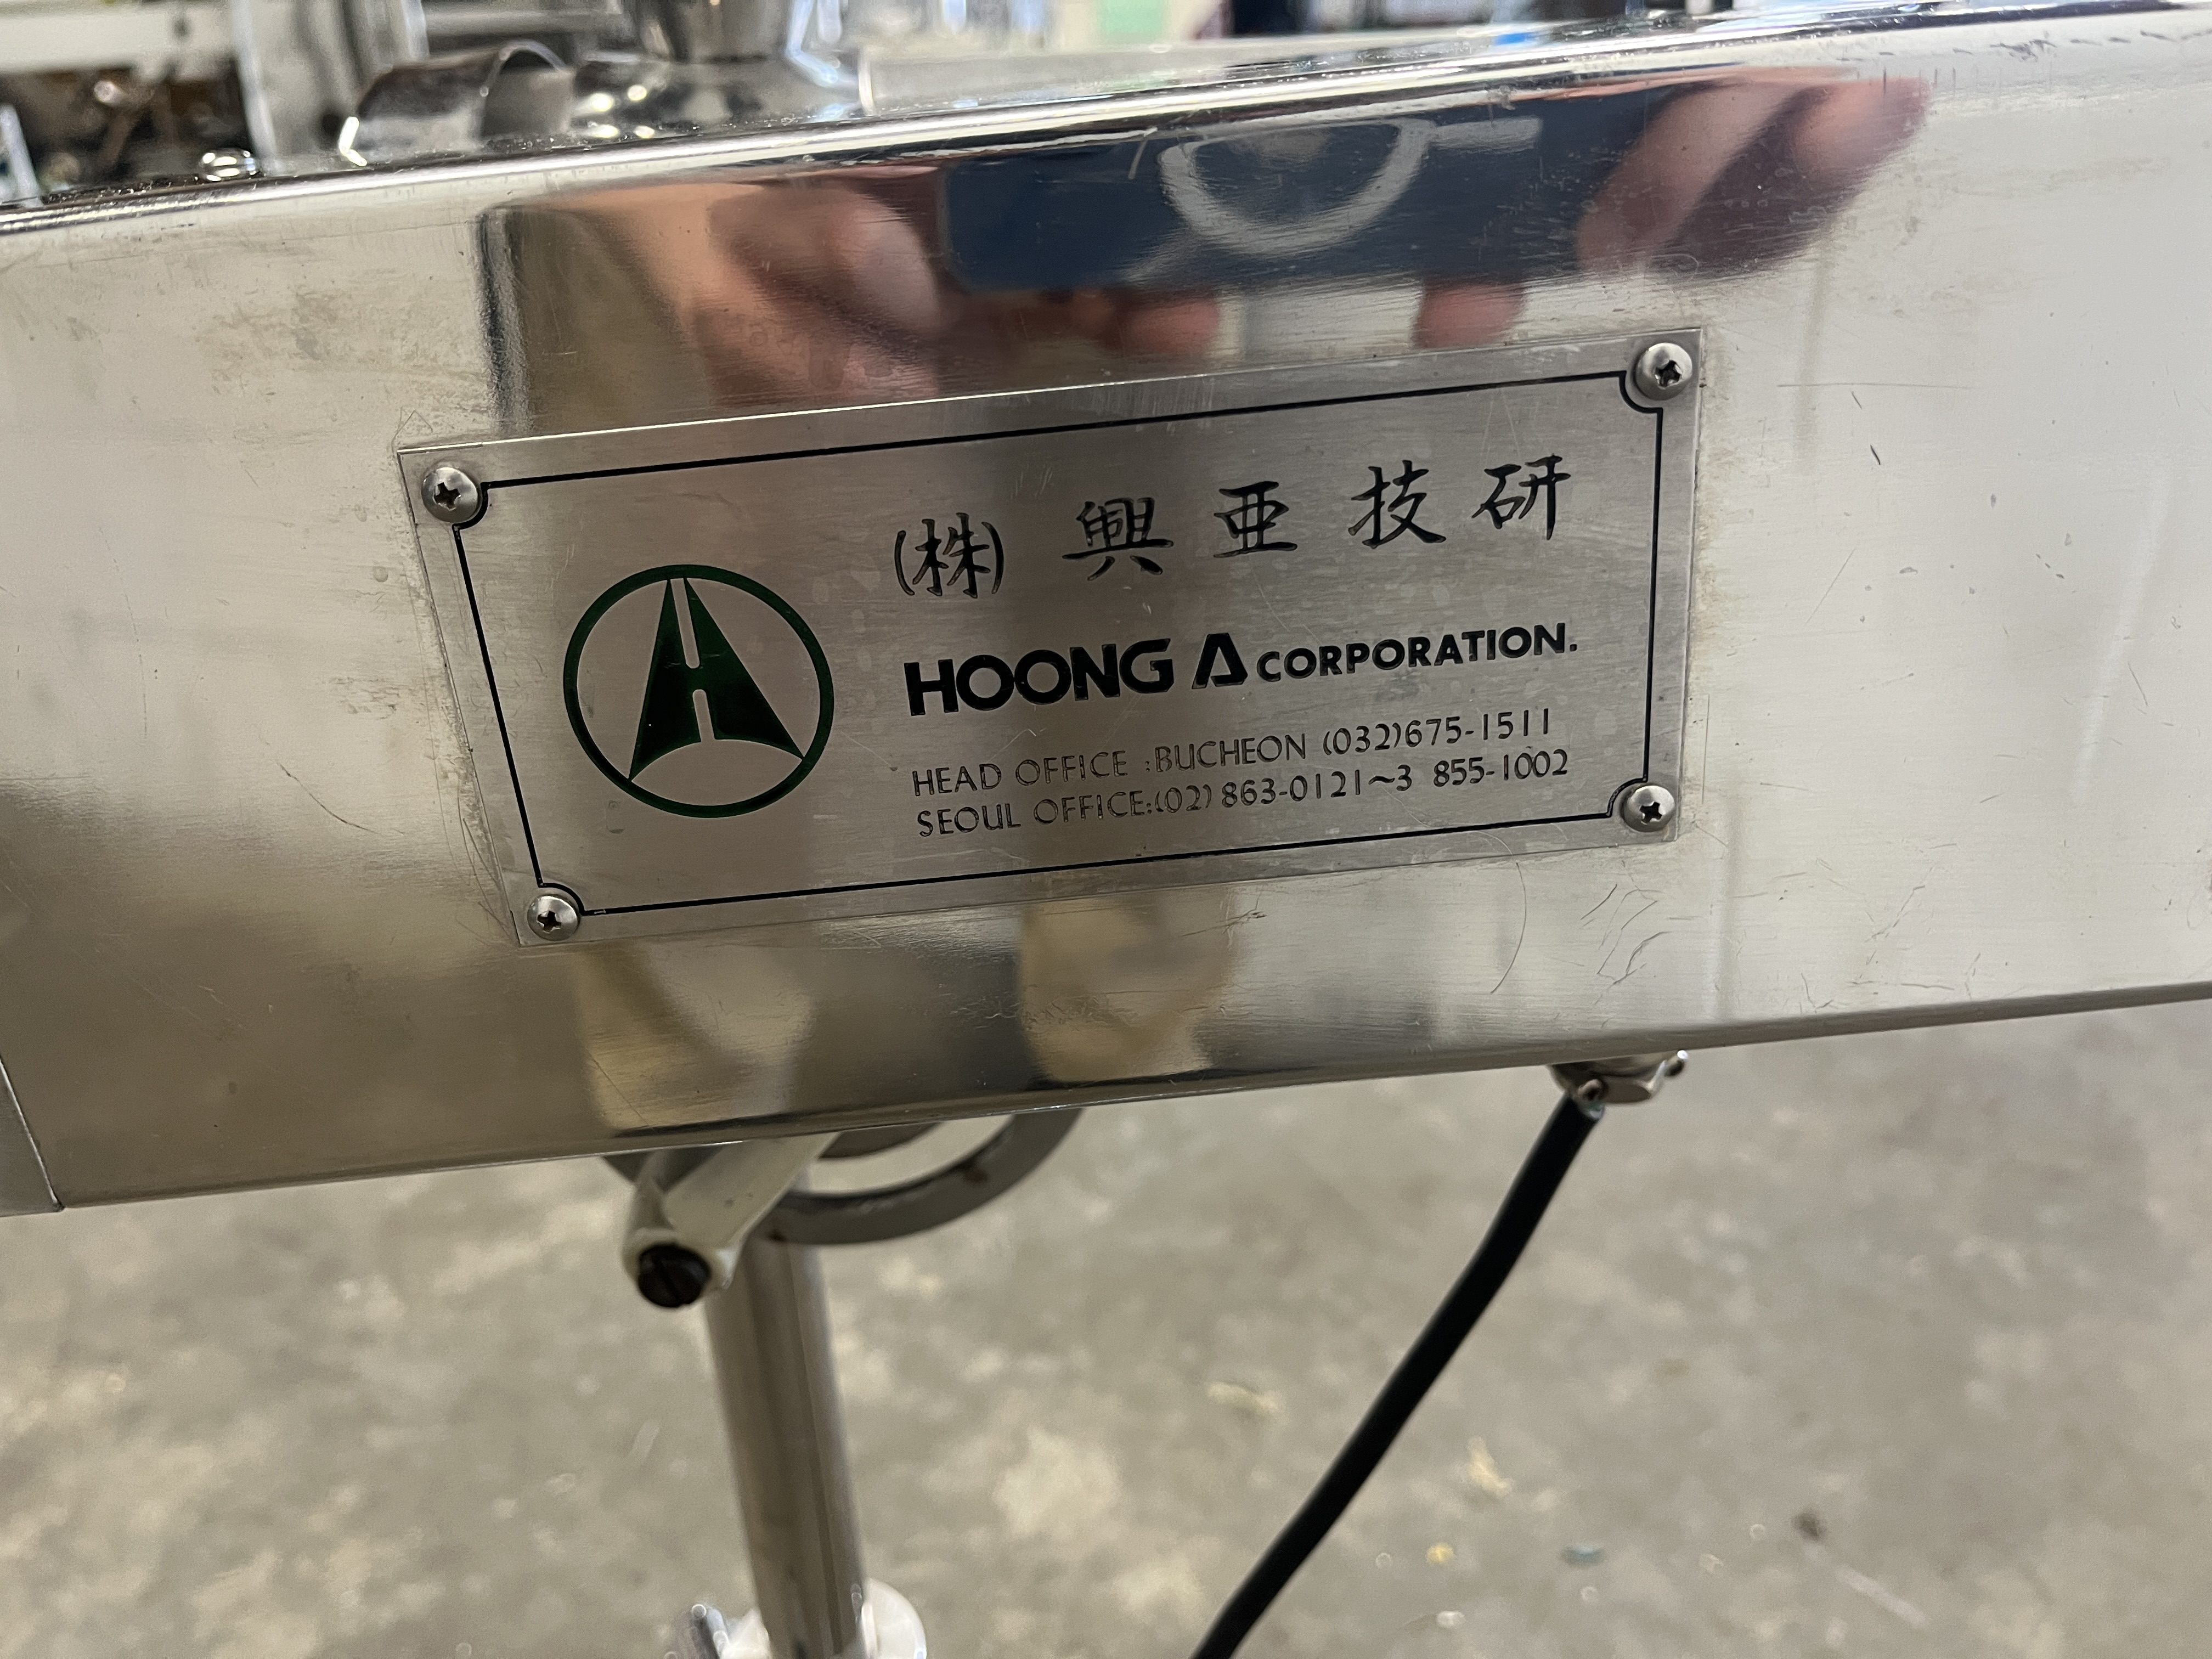 (株) 興亜技研
HOONG A CORPORATION.
HEAD OFFICE :BUCHEON (032)675-1511
SEOUL OFFICE:(02) 863-0121~3 855-1002